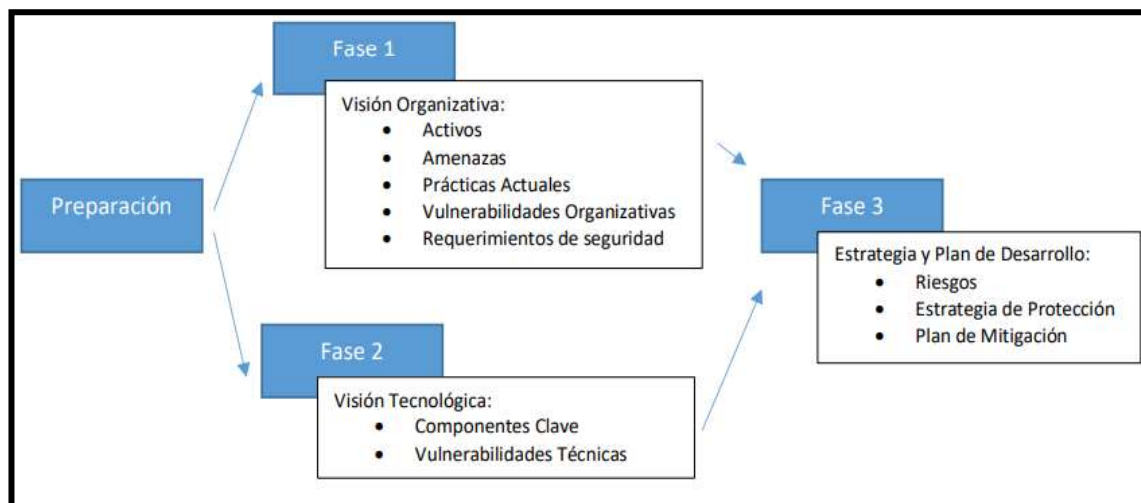 Preparación
Fase 1
Visión Organizativa:
• Activos
• Amenazas
• Prácticas Actuales
• Vulnerabilidades Organizativas
• Requerimientos de seguridad
Fase 2
Visión Tecnológica:
• Componentes Clave
• Vulnerabilidades Técnicas
Fase 3
Estrategia y Plan de Desarrollo:
• Riesgos
• Estrategia de Protección
• Plan de Mitigación